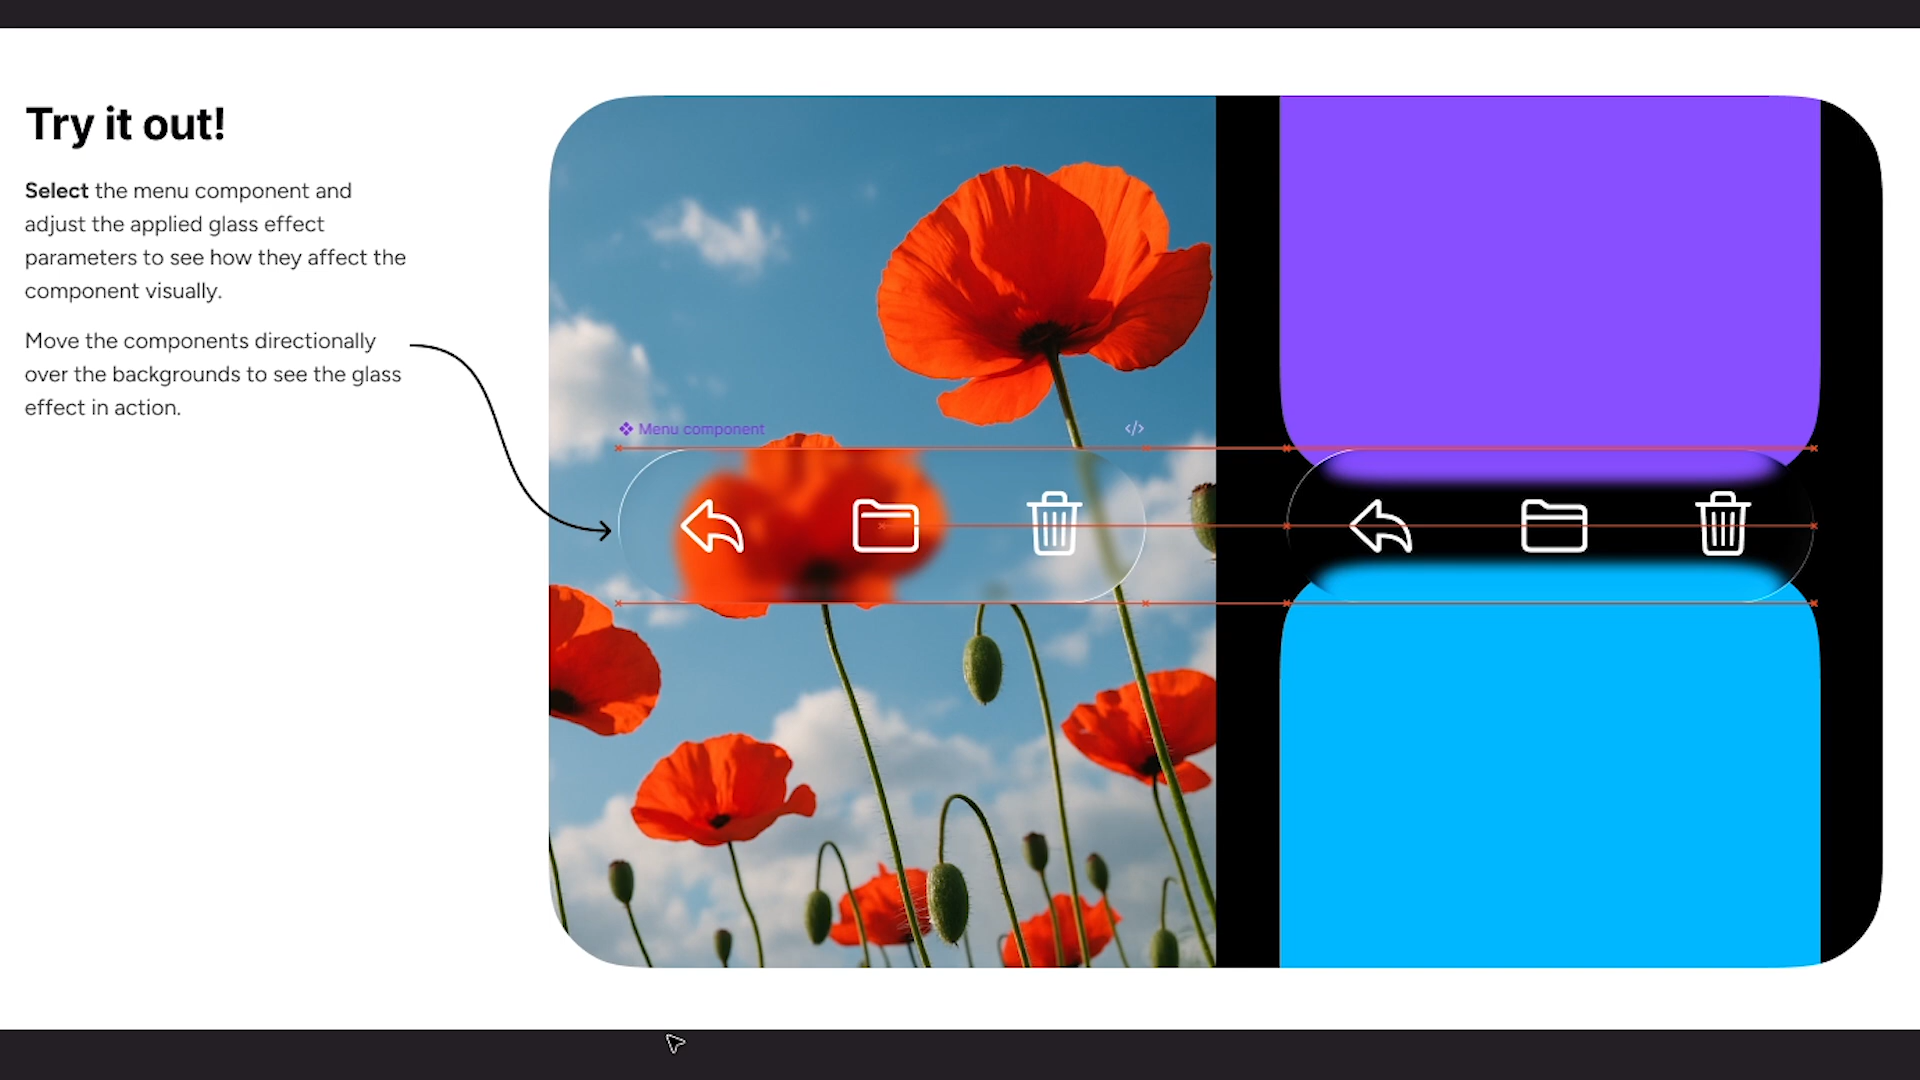 Try it out!
Select the menu component and
adjust the applied glass effect
parameters to see how they affect the
component visually.
Move the components directionally
over the backgrounds to see the glass
effect in action.
Menu component
</>